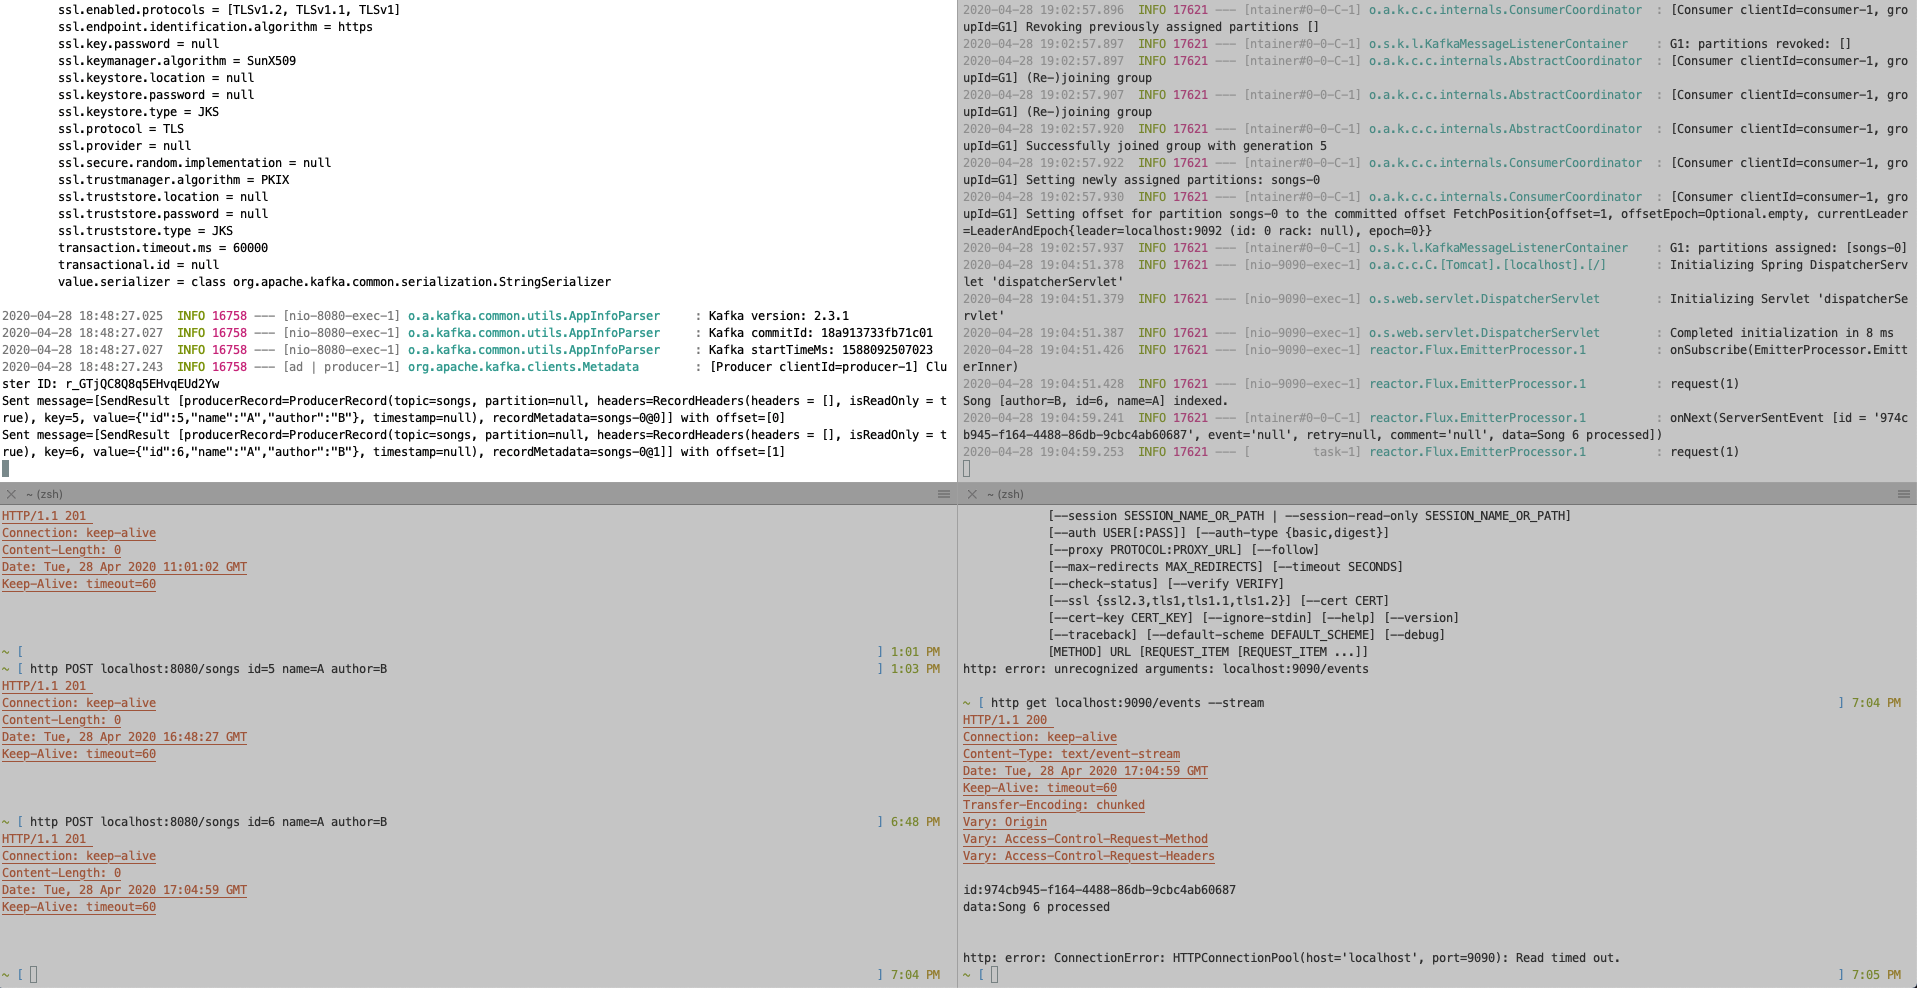 ssl.enabled.protocols = [TLSv1.2, TLSv1.1, TLSv1]
ssl.endpoint.identification.algorithm = https
ssl.key.password = null
ssl.keymanager.algorithm = SunX509
ssl.keystore.location = null
ssl.keystore.password = null
ssl.keystore.type = JKS
ssl.protocol = TLS
ssl.provider = null
ssl.secure.random.implementation = null
ssl.trustmanager.algorithm = PKIX
ssl.truststore.location = null
ssl.truststore.password = null
ssl.truststore.type = JKS
transaction.timeout.ms = 60000
transactional.id = null
value.serializer = class org.apache.kafka.common.serialization.StringSerializer
2020-04-28 18:48:27.025  INFO 16758 --- [nio-8080-exec-1] o.a.kafka.common.utils.AppInfoParser     : Kafka version: 2.3.1
2020-04-28 18:48:27.027  INFO 16758 --- [nio-8080-exec-1] o.a.kafka.common.utils.AppInfoParser     : Kafka commitId: 18a913733fb71c01
2020-04-28 18:48:27.027  INFO 16758 --- [nio-8080-exec-1] o.a.kafka.common.utils.AppInfoParser     : Kafka startTimeMs: 1588092507023
2020-04-28 18:48:27.243  INFO 16758 --- [ad | producer-1] org.apache.kafka.clients.Metadata        : [Producer clientId=producer-1] Clu
ster ID: r_GTjQC8Q8q5EHvqEUd2Yw
Sent message=[SendResult [producerRecord=ProducerRecord(topic=songs, partition=null, headers=RecordHeaders(headers = [], isReadOnly = t
rue), key=5, value={"id":5,"name":"A","author":"B"}, timestamp=null), recordMetadata=songs-0@0]] with offset=[0]
Sent message=[SendResult [producerRecord=ProducerRecord(topic=songs, partition=null, headers=RecordHeaders(headers = [], isReadOnly = t
rue), key=6, value={"id":6,"name":"A","author":"B"}, timestamp=null), recordMetadata=songs-0@1]] with offset=[1]
2020-04-28 19:02:57.896  INFO 17621 --- [ntainer#0-0-C-1] o.a.k.c.c.internals.ConsumerCoordinator  : [Consumer clientId=consumer-1, gro
upId=G1] Revoking previously assigned partitions []
2020-04-28 19:02:57.897  INFO 17621 --- [ntainer#0-0-C-1] o.s.k.l.KafkaMessageListenerContainer    : G1: partitions revoked: []
2020-04-28 19:02:57.897  INFO 17621 --- [ntainer#0-0-C-1] o.a.k.c.c.internals.AbstractCoordinator  : [Consumer clientId=consumer-1, gro
upId=G1] (Re-)joining group
2020-04-28 19:02:57.907  INFO 17621 --- [ntainer#0-0-C-1] o.a.k.c.c.internals.AbstractCoordinator  : [Consumer clientId=consumer-1, gro
upId=G1] (Re-)joining group
2020-04-28 19:02:57.920  INFO 17621 --- [ntainer#0-0-C-1] o.a.k.c.c.internals.AbstractCoordinator  : [Consumer clientId=consumer-1, gro
upId=G1] Successfully joined group with generation 5
2020-04-28 19:02:57.922  INFO 17621 --- [ntainer#0-0-C-1] o.a.k.c.c.internals.ConsumerCoordinator  : [Consumer clientId=consumer-1, gro
upId=G1] Setting newly assigned partitions: songs-0
2020-04-28 19:02:57.930  INFO 17621 --- [ntainer#0-0-C-1] o.a.k.c.c.internals.ConsumerCoordinator  : [Consumer clientId=consumer-1, gro
upId=G1] Setting offset for partition songs-0 to the committed offset FetchPosition{offset=1, offsetEpoch=Optional.empty, currentLeader
=LeaderAndEpoch{leader=localhost:9092 (id: 0 rack: null), epoch=0}}
2020-04-28 19:02:57.937  INFO 17621 --- [ntainer#0-0-C-1] o.s.k.l.KafkaMessageListenerContainer    : G1: partitions assigned: [songs-0]
2020-04-28 19:04:51.378  INFO 17621 --- [nio-9090-exec-1] o.a.c.c.C.[Tomcat].[localhost].[/]       : Initializing Spring DispatcherServ
let 'dispatcherServlet'
2020-04-28 19:04:51.379  INFO 17621 --- [nio-9090-exec-1] o.s.web.servlet.DispatcherServlet        : Initializing Servlet 'dispatcherSe
rvlet'
2020-04-28 19:04:51.387  INFO 17621 --- [nio-9090-exec-1] o.s.web.servlet.DispatcherServlet        : Completed initialization in 8 ms
2020-04-28 19:04:51.426  INFO 17621 --- [nio-9090-exec-1] reactor.Flux.EmitterProcessor.1          : onSubscribe(EmitterProcessor.Emitt
erInner)
2020-04-28 19:04:51.428  INFO 17621 --- [nio-9090-exec-1] reactor.Flux.EmitterProcessor.1          : request(1)
Song [author=B, id=6, name=A] indexed.
2020-04-28 19:04:59.241  INFO 17621 --- [ntainer#0-0-C-1] reactor.Flux.EmitterProcessor.1          : onNext(ServerSentEvent [id = '974c
b945-f164-4488-86db-9cbc4ab60687', event='null', retry=null, comment='null', data=Song 6 processed])
2020-04-28 19:04:59.253  INFO 17621 --- [         task-1] reactor.Flux.EmitterProcessor.1          : request(1)
~ (zsh)
HTTP/1.1 201
Connection: keep-alive
Content-Length: 0
Date: Tue, 28 Apr 2020 11:01:02 GMT
Keep-Alive: timeout=60
~ [ ] 1:01 PM
~ [ http POST localhost:8080/songs id=5 name=A author=B ] 1:03 PM
HTTP/1.1 201
Connection: keep-alive
Content-Length: 0
Date: Tue, 28 Apr 2020 16:48:27 GMT
Keep-Alive: timeout=60
~ [ http POST localhost:8080/songs id=6 name=A author=B ] 6:48 PM
HTTP/1.1 201
Connection: keep-alive
Content-Length: 0
Date: Tue, 28 Apr 2020 17:04:59 GMT
Keep-Alive: timeout=60
~ [ ] 7:04 PM
~ (zsh)
[--session SESSION_NAME_OR_PATH | --session-read-only SESSION_NAME_OR_PATH]
[--auth USER[:PASS]] [--auth-type {basic,digest}]
[--proxy PROTOCOL:PROXY_URL] [--follow]
[--max-redirects MAX_REDIRECTS] [--timeout SECONDS]
[--check-status] [--verify VERIFY]
[--ssl {ssl2.3,tls1,tls1.1,tls1.2}] [--cert CERT]
[--cert-key CERT_KEY] [--ignore-stdin] [--help] [--version]
[--traceback] [--default-scheme DEFAULT_SCHEME] [--debug]
[METHOD] URL [REQUEST_ITEM [REQUEST_ITEM ...]]
http: error: unrecognized arguments: localhost:9090/events
~ [ http get localhost:9090/events --stream ] 7:04 PM
HTTP/1.1 200
Connection: keep-alive
Content-Type: text/event-stream
Date: Tue, 28 Apr 2020 17:04:59 GMT
Keep-Alive: timeout=60
Transfer-Encoding: chunked
Vary: Origin
Vary: Access-Control-Request-Method
Vary: Access-Control-Request-Headers
id:974cb945-f164-4488-86db-9cbc4ab60687
data:Song 6 processed
http: error: ConnectionError: HTTPConnectionPool(host='localhost', port=9090): Read timed out.
~ [ ] 7:05 PM